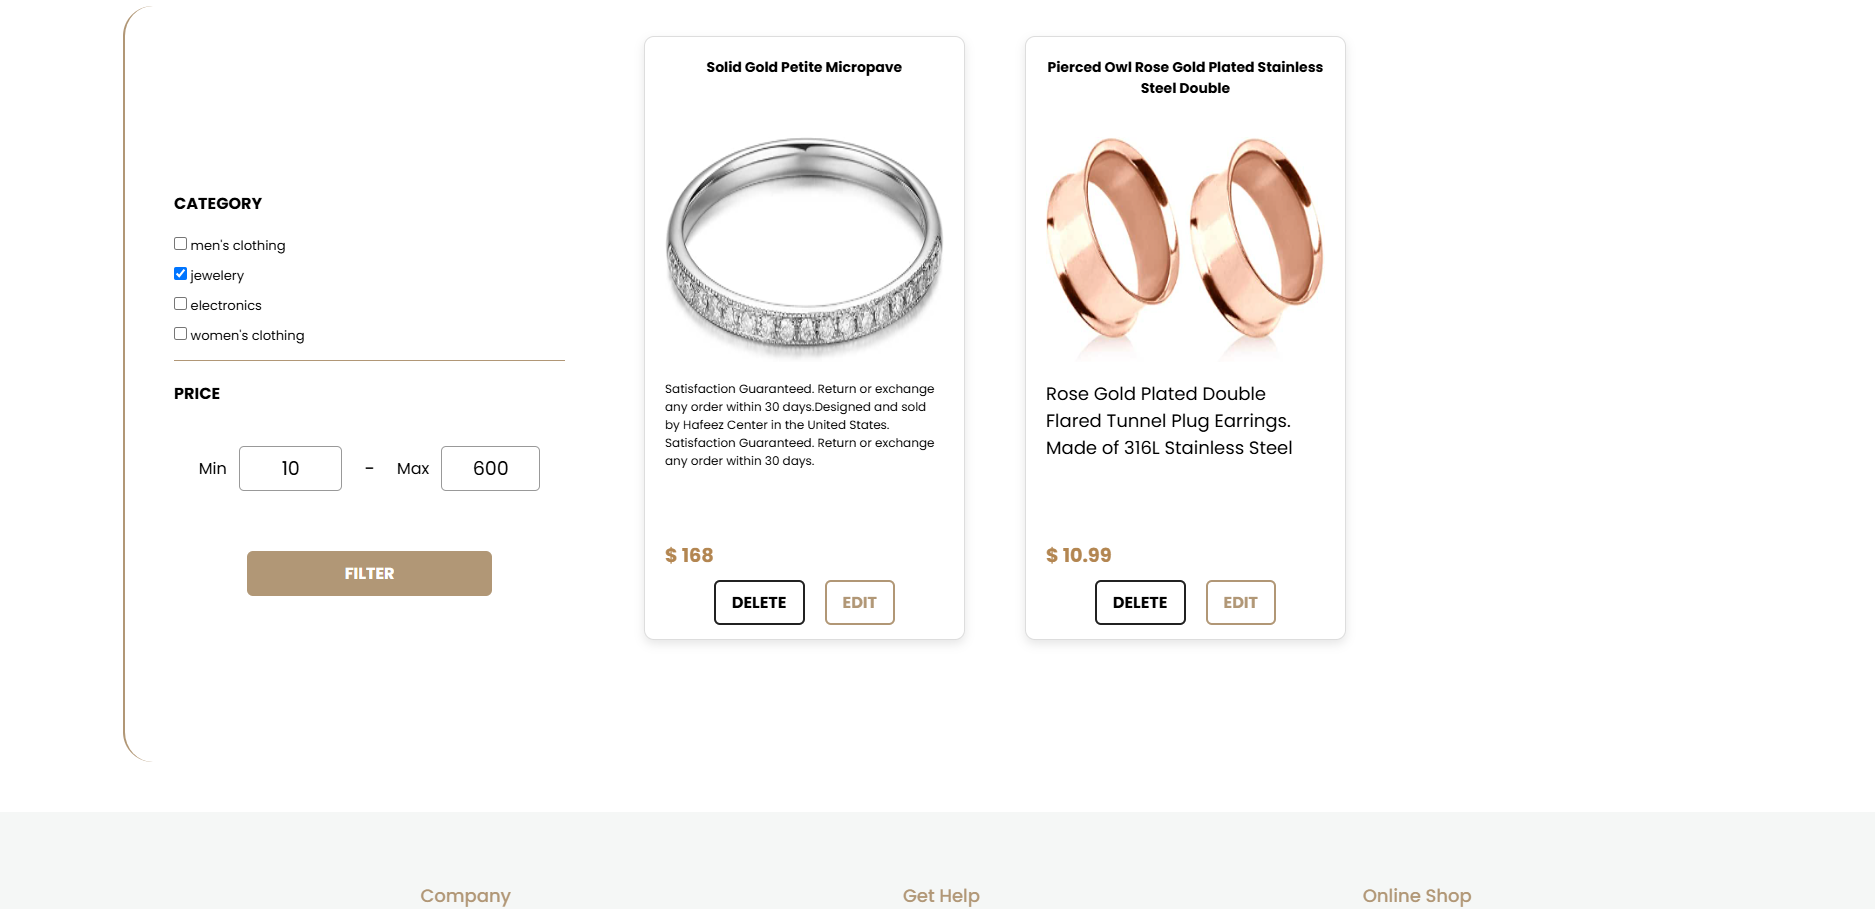 CATEGORY
men's clothing
jewelery
electronics
women's clothing
PRICE
Min 10 - Max 600
FILTER
Solid Gold Petite Micropave
Satisfaction Guaranteed. Return or exchange
any order within 30 days.Designed and sold
by Hafeez Center in the United States.
Satisfaction Guaranteed. Return or exchange
any order within 30 days.
$ 168
DELETE EDIT
Pierced Owl Rose Gold Plated Stainless
Steel Double
Rose Gold Plated Double
Flared Tunnel Plug Earrings.
Made of 316L Stainless Steel
$ 10.99
DELETE EDIT
Company
Get Help
Online Shop